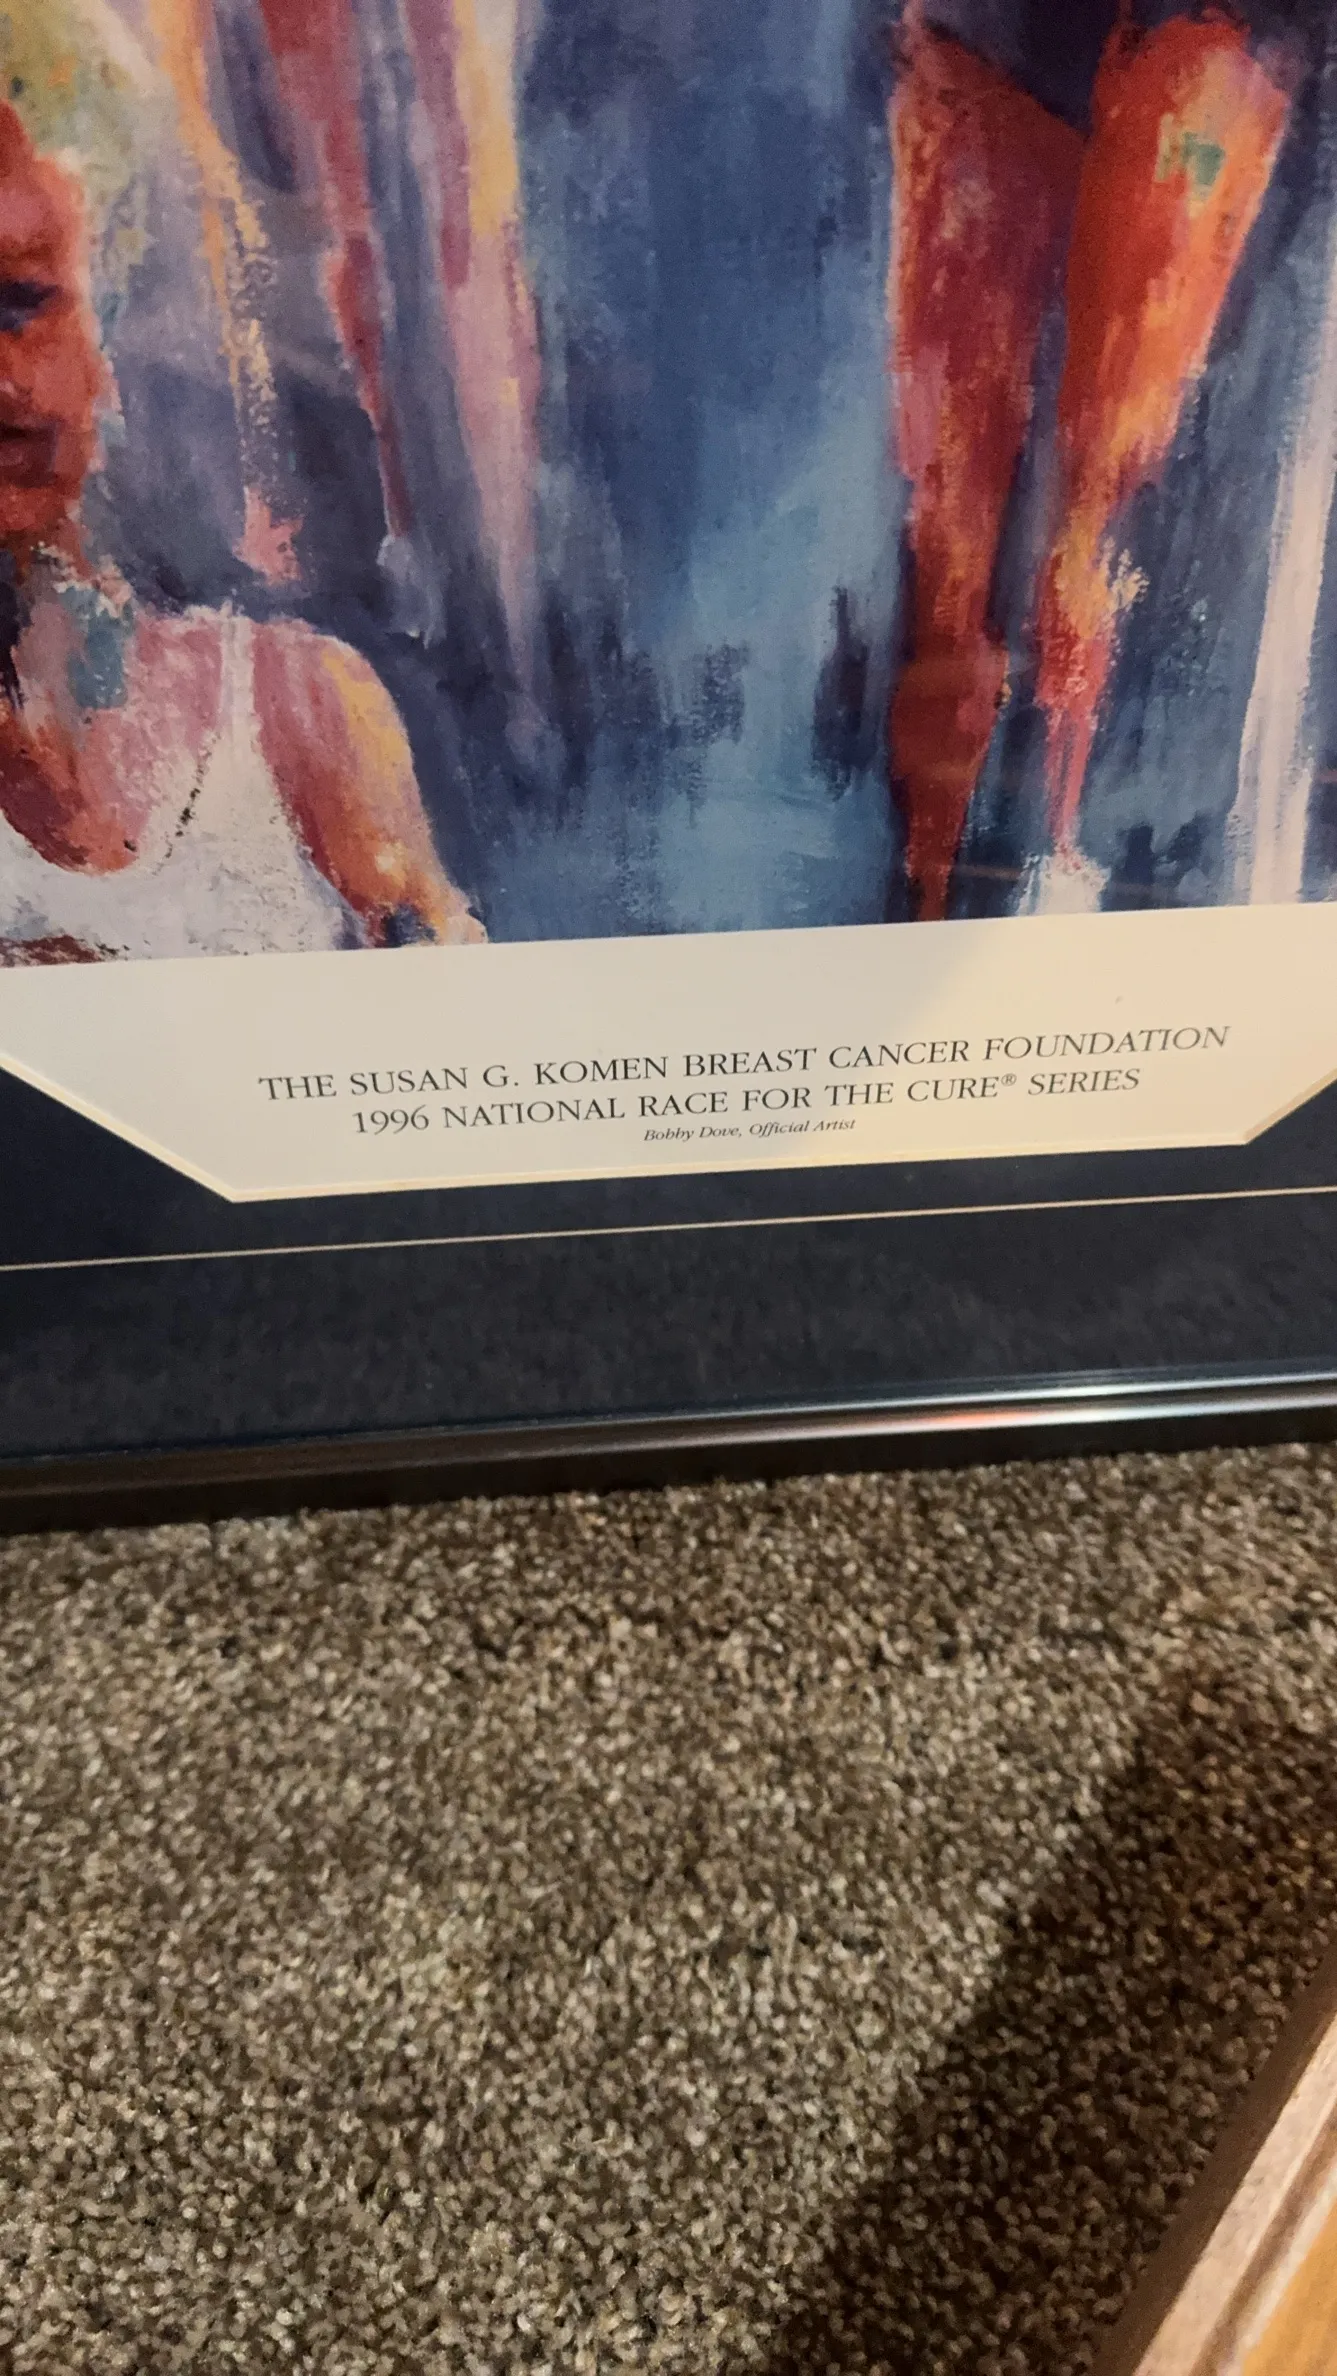 THE SUSAN G. KOMEN BREAST CANCER FOUNDATION
1996 NATIONAL RACE FOR THE CURE® SERIES
Bobby Dove, Official Artist